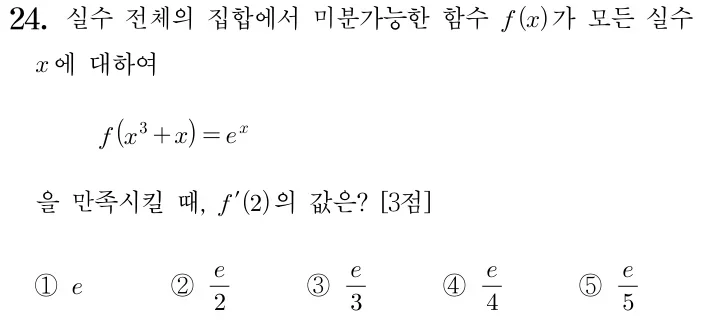 24. 실수 전체의 집합에서 미분가능한 함수 f(x)가 모든 실수
x에 대하여
f(x³+x)=eˣ
을 만족시킬 때, f′(2)의 값은? [3점]
① e ② e/2 ③ e/3 ④ e/4 ⑤ e/5